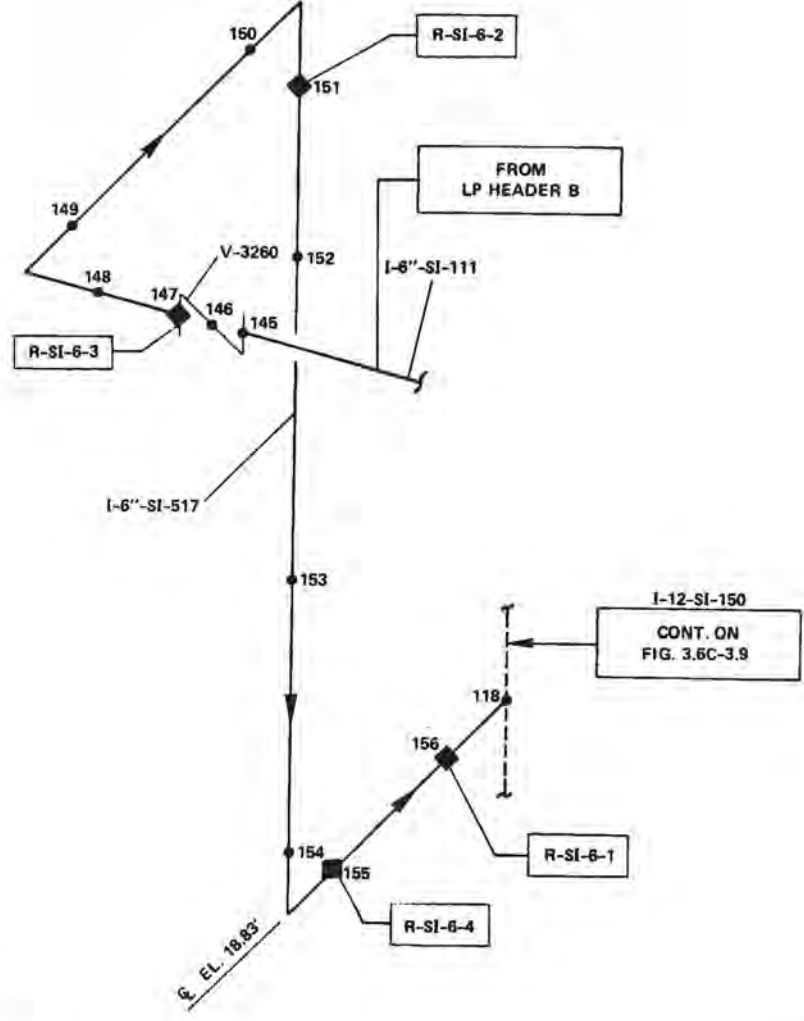 150
R-SI-6-2
151
FROM
LP HEADER B
149
V-3260
152
I-6"-SI-111
148
147
146
145
R-SI-6-3
I-6"-SI-517
153
I-12-SI-150
CONT. ON
FIG. 3.6C-3.9
118
156
154
155
R-SI-6-1
R-SI-6-4
℄ EL. 18.83'